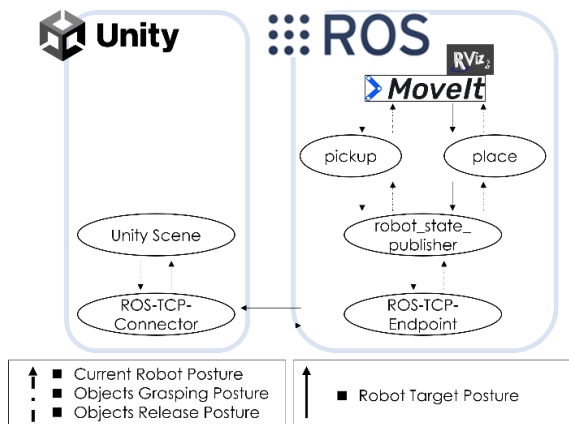 Unity
ROS
RViz
MoveIt
pickup
place
Unity Scene
robot_state_
publisher
ROS-TCP-
Connector
ROS-TCP-
Endpoint
■ Current Robot Posture
■ Objects Grasping Posture
■ Objects Release Posture
■ Robot Target Posture